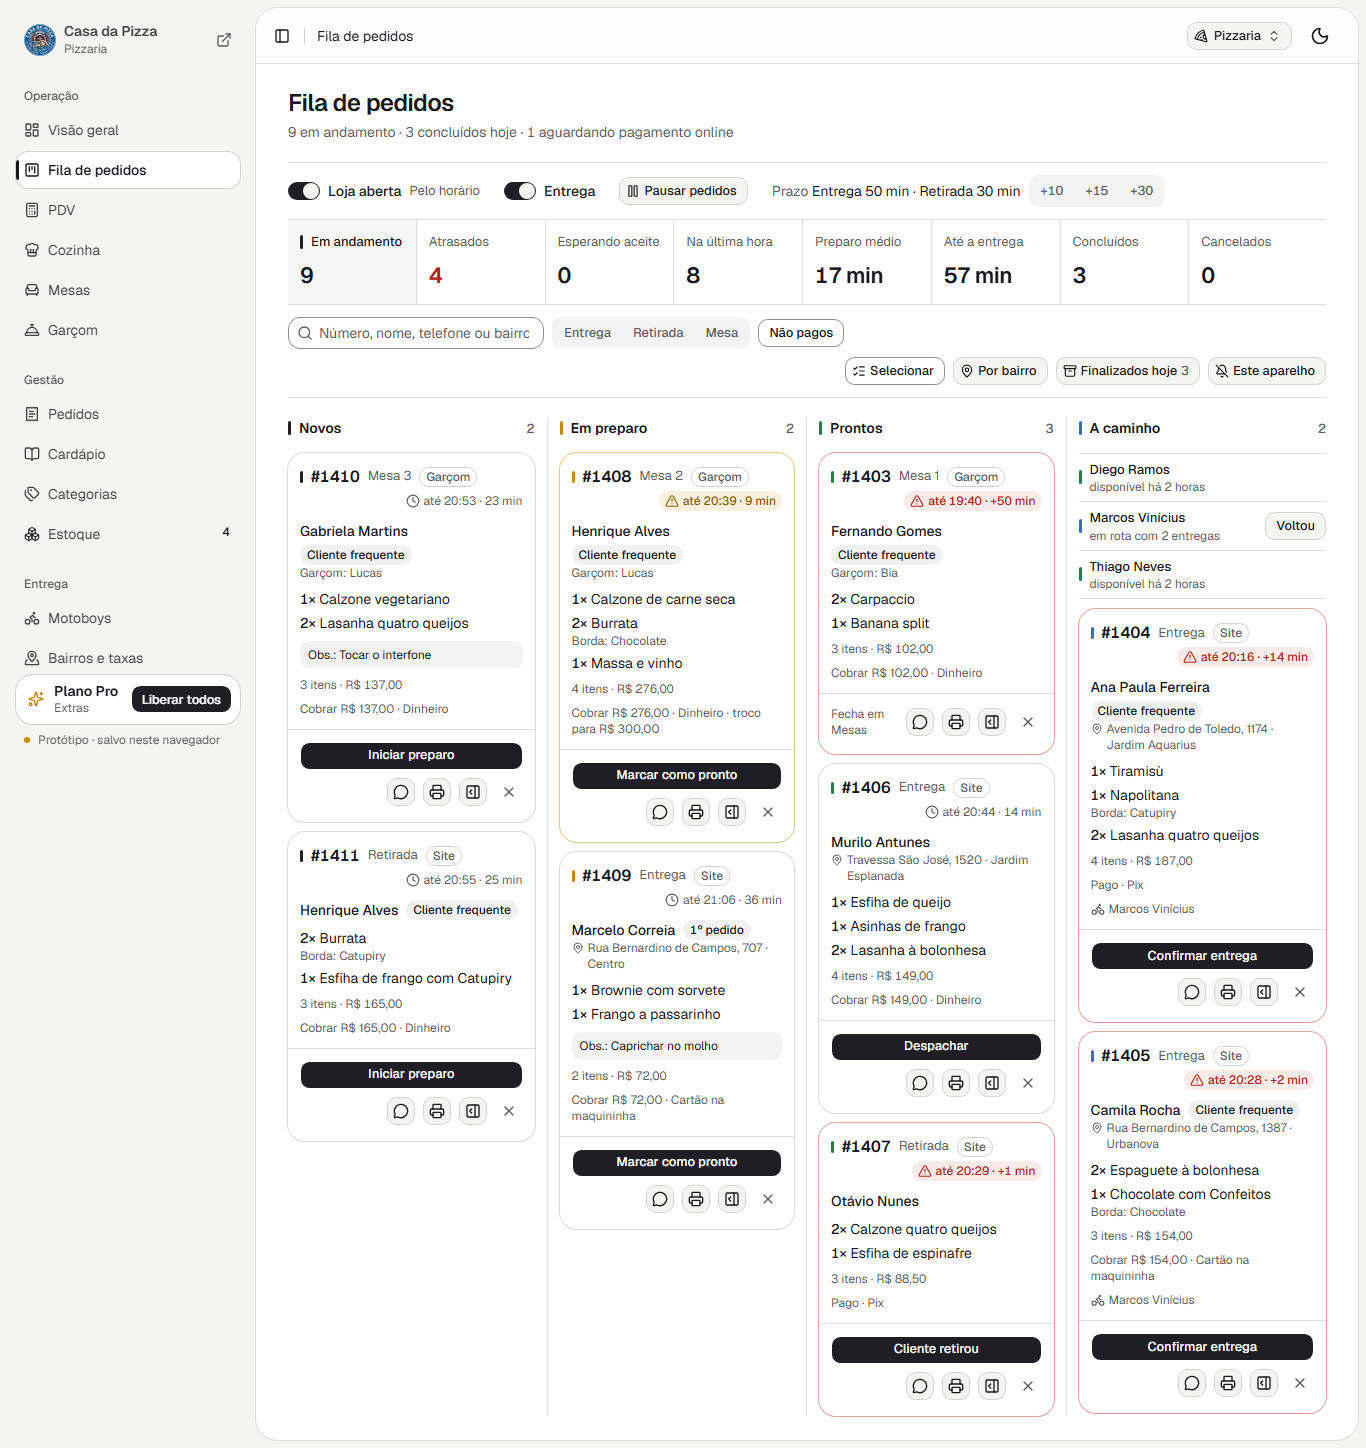 Casa da Pizza
Pizzaria
Operação
Visão geral
Fila de pedidos
PDV
Cozinha
Mesas
Garçom
Gestão
Pedidos
Cardápio
Categorias
Estoque 4
Entrega
Motoboys
Bairros e taxas
Plano Pro
Extras
Liberar todos
Protótipo · salvo neste navegador
Fila de pedidos
Pizzaria
Fila de pedidos
9 em andamento · 3 concluídos hoje · 1 aguardando pagamento online
Loja aberta Pelo horário Entrega Pausar pedidos Prazo Entrega 50 min · Retirada 30 min +10 +15 +30
Em andamento
9
Atrasados
4
Esperando aceite
0
Na última hora
8
Preparo médio
17 min
Até a entrega
57 min
Concluídos
3
Cancelados
0
Número, nome, telefone ou bairro Entrega Retirada Mesa Não pagos
Selecionar Por bairro Finalizados hoje 3 Este aparelho
Novos 2
#1410 Mesa 3 Garçom
até 20:53 · 23 min
Gabriela Martins
Cliente frequente
Garçom: Lucas
1× Calzone vegetariano
2× Lasanha quatro queijos
Obs.: Tocar o interfone
3 itens · R$ 137,00
Cobrar R$ 137,00 · Dinheiro
Iniciar preparo
#1411 Retirada Site
até 20:55 · 25 min
Henrique Alves Cliente frequente
2× Burrata
Borda: Catupiry
1× Esfiha de frango com Catupiry
3 itens · R$ 165,00
Cobrar R$ 165,00 · Dinheiro
Iniciar preparo
Em preparo 2
#1408 Mesa 2 Garçom
até 20:39 · 9 min
Henrique Alves
Cliente frequente
Garçom: Lucas
1× Calzone de carne seca
2× Burrata
Borda: Chocolate
1× Massa e vinho
4 itens · R$ 276,00
Cobrar R$ 276,00 · Dinheiro · troco
para R$ 300,00
Marcar como pronto
#1409 Entrega Site
até 21:06 · 36 min
Marcelo Correia 1º pedido
Rua Bernardino de Campos, 707 ·
Centro
1× Brownie com sorvete
1× Frango a passarinho
Obs.: Caprichar no molho
2 itens · R$ 72,00
Cobrar R$ 72,00 · Cartão na
maquininha
Marcar como pronto
Prontos 3
#1403 Mesa 1 Garçom
até 19:40 · +50 min
Fernando Gomes
Cliente frequente
Garçom: Bia
2× Carpaccio
1× Banana split
3 itens · R$ 102,00
Cobrar R$ 102,00 · Dinheiro
Fecha em
Mesas
#1406 Entrega Site
até 20:44 · 14 min
Murilo Antunes
Travessa São José, 1520 · Jardim
Esplanada
1× Esfiha de queijo
1× Asinhas de frango
2× Lasanha à bolonhesa
4 itens · R$ 149,00
Cobrar R$ 149,00 · Dinheiro
Despachar
#1407 Retirada Site
até 20:29 · +1 min
Otávio Nunes
2× Calzone quatro queijos
1× Esfiha de espinafre
3 itens · R$ 88,50
Pago · Pix
Cliente retirou
A caminho 2
Diego Ramos
disponível há 2 horas
Marcos Vinícius
em rota com 2 entregas
Voltou
Thiago Neves
disponível há 2 horas
#1404 Entrega Site
até 20:16 · +14 min
Ana Paula Ferreira
Cliente frequente
Avenida Pedro de Toledo, 1174 ·
Jardim Aquarius
1× Tiramisù
1× Napolitana
Borda: Catupiry
2× Lasanha quatro queijos
4 itens · R$ 187,00
Pago · Pix
Marcos Vinícius
Confirmar entrega
#1405 Entrega Site
até 20:28 · +2 min
Camila Rocha Cliente frequente
Rua Bernardino de Campos, 1387 ·
Urbanova
2× Espaguete à bolonhesa
1× Chocolate com Confeitos
Borda: Chocolate
3 itens · R$ 154,00
Cobrar R$ 154,00 · Cartão na
maquininha
Marcos Vinícius
Confirmar entrega